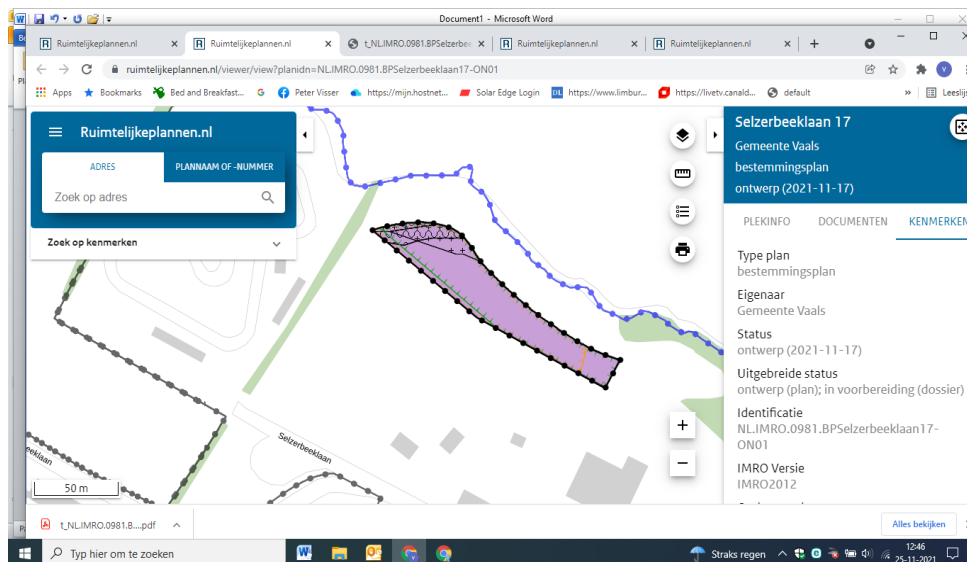 Document1 - Microsoft Word
Ruimtelijkeplannen.nl
Ruimtelijkeplannen.nl
t_NL.IMRO.0981.BPSelzerbee
Ruimtelijkeplannen.nl
Ruimtelijkeplannen.nl
ruimtelijkeplannen.nl/viewer/view?planidn=NL.IMRO.0981.BPSelzerbeeklaan17-ON01
Apps
Bookmarks
Bed and Breakfast...
Peter Visser
https://mijn.hostnet...
Solar Edge Login
https://www.limbur...
https://livetv.canald...
default
»
Leeslijs
Ruimtelijkeplannen.nl
ADRES
PLANNAAM OF -NUMMER
Zoek op adres
Zoek op kenmerken
Selzerbeeklaan
eeklaan
50 m
Selzerbeeklaan 17
Gemeente Vaals
bestemmingsplan
ontwerp (2021-11-17)
PLEKINFO
DOCUMENTEN
KENMERKEN
Type plan
bestemmingsplan
Eigenaar
Gemeente Vaals
Status
ontwerp (2021-11-17)
Uitgebreide status
ontwerp (plan); in voorbereiding (dossier)
Identificatie
NL.IMRO.0981.BPSelzerbeeklaan17-
ON01
IMRO Versie
IMRO2012
t_NL.IMRO.0981.B....pdf
Alles bekijken
Typ hier om te zoeken
Straks regen
12:46
25-11-2021